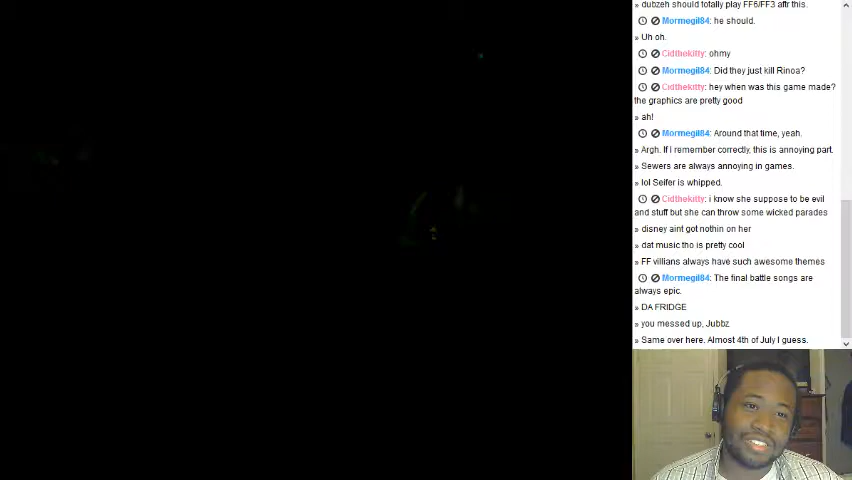 » dubzeh should totally play FF6/FF3 aftr this.
Mormegil84: he should.
» Uh oh.
Cidthekitty: ohmy
Mormegil84: Did they just kill Rinoa?
Cidthekitty: hey when was this game made?
the graphics are pretty good
» ah!
Mormegil84: Around that time, yeah.
» Argh. If I remember correctly, this is annoying part.
» Sewers are always annoying in games.
» lol Seifer is whipped.
Cidthekitty: i know she suppose to be evil
and stuff but she can throw some wicked parades
» disney aint got nothin on her
» dat music tho is pretty cool
» FF villians always have such awesome themes
Mormegil84: The final battle songs are
always epic.
» DA FRIDGE
» you messed up, Jubbz
» Same over here. Almost 4th of July I guess.